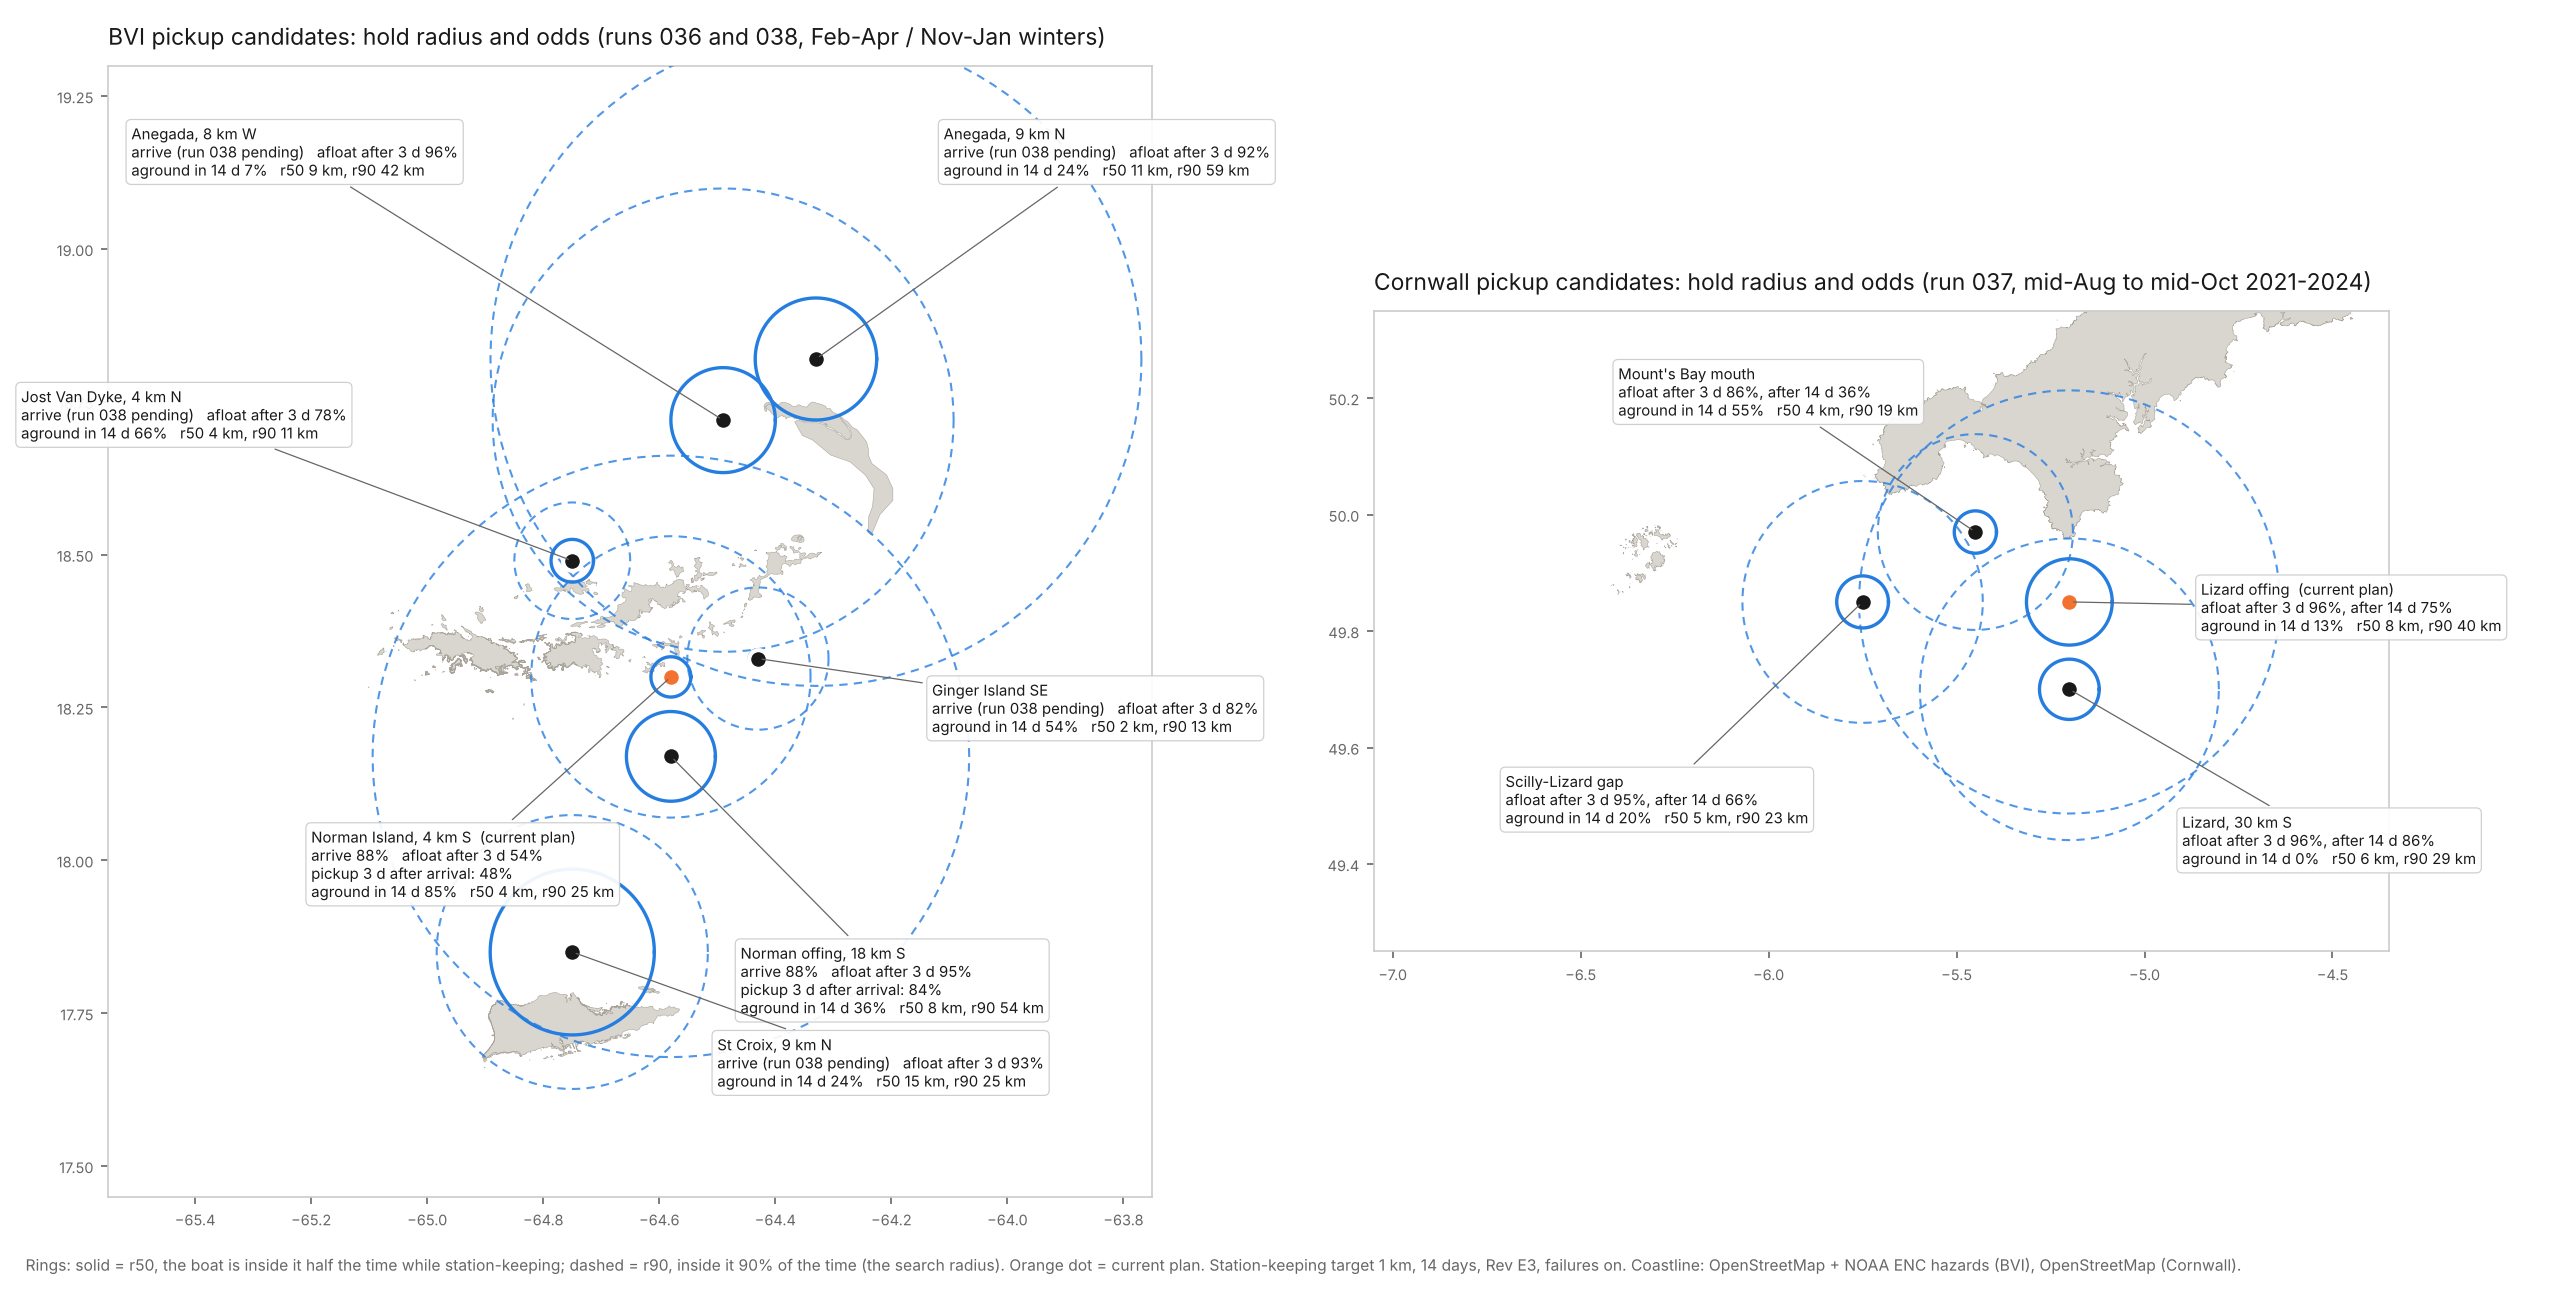 BVI pickup candidates: hold radius and odds (runs 036 and 038, Feb-Apr / Nov-Jan winters)
19.25
19.00
18.50
18.25
18.00
17.75
17.50
−65.4
−65.2
−65.0
−64.8
−64.6
−64.4
−64.2
−64.0
−63.8
Anegada, 8 km W
arrive (run 038 pending)   afloat after 3 d 96%
aground in 14 d 7%   r50 9 km, r90 42 km
Anegada, 9 km N
arrive (run 038 pending)   afloat after 3 d 92%
aground in 14 d 24%   r50 11 km, r90 59 km
Jost Van Dyke, 4 km N
arrive (run 038 pending)   afloat after 3 d 78%
aground in 14 d 66%   r50 4 km, r90 11 km
Ginger Island SE
arrive (run 038 pending)   afloat after 3 d 82%
aground in 14 d 54%   r50 2 km, r90 13 km
Norman Island, 4 km S  (current plan)
arrive 88%   afloat after 3 d 54%
pickup 3 d after arrival: 48%
aground in 14 d 85%   r50 4 km, r90 25 km
Norman offing, 18 km S
arrive 88%   afloat after 3 d 95%
pickup 3 d after arrival: 84%
aground in 14 d 36%   r50 8 km, r90 54 km
St Croix, 9 km N
arrive (run 038 pending)   afloat after 3 d 93%
aground in 14 d 24%   r50 15 km, r90 25 km
Cornwall pickup candidates: hold radius and odds (run 037, mid-Aug to mid-Oct 2021-2024)
50.2
50.0
49.8
49.6
49.4
−7.0
−6.5
−6.0
−5.5
−5.0
−4.5
Mount's Bay mouth
afloat after 3 d 86%, after 14 d 36%
aground in 14 d 55%   r50 4 km, r90 19 km
Lizard offing  (current plan)
afloat after 3 d 96%, after 14 d 75%
aground in 14 d 13%   r50 8 km, r90 40 km
Scilly-Lizard gap
afloat after 3 d 95%, after 14 d 66%
aground in 14 d 20%   r50 5 km, r90 23 km
Lizard, 30 km S
afloat after 3 d 96%, after 14 d 86%
aground in 14 d 0%   r50 6 km, r90 29 km
Rings: solid = r50, the boat is inside it half the time while station-keeping; dashed = r90, inside it 90% of the time (the search radius). Orange dot = current plan. Station-keeping target 1 km, 14 days, Rev E3, failures on. Coastline: OpenStreetMap + NOAA ENC hazards (BVI), OpenStreetMap (Cornwall).